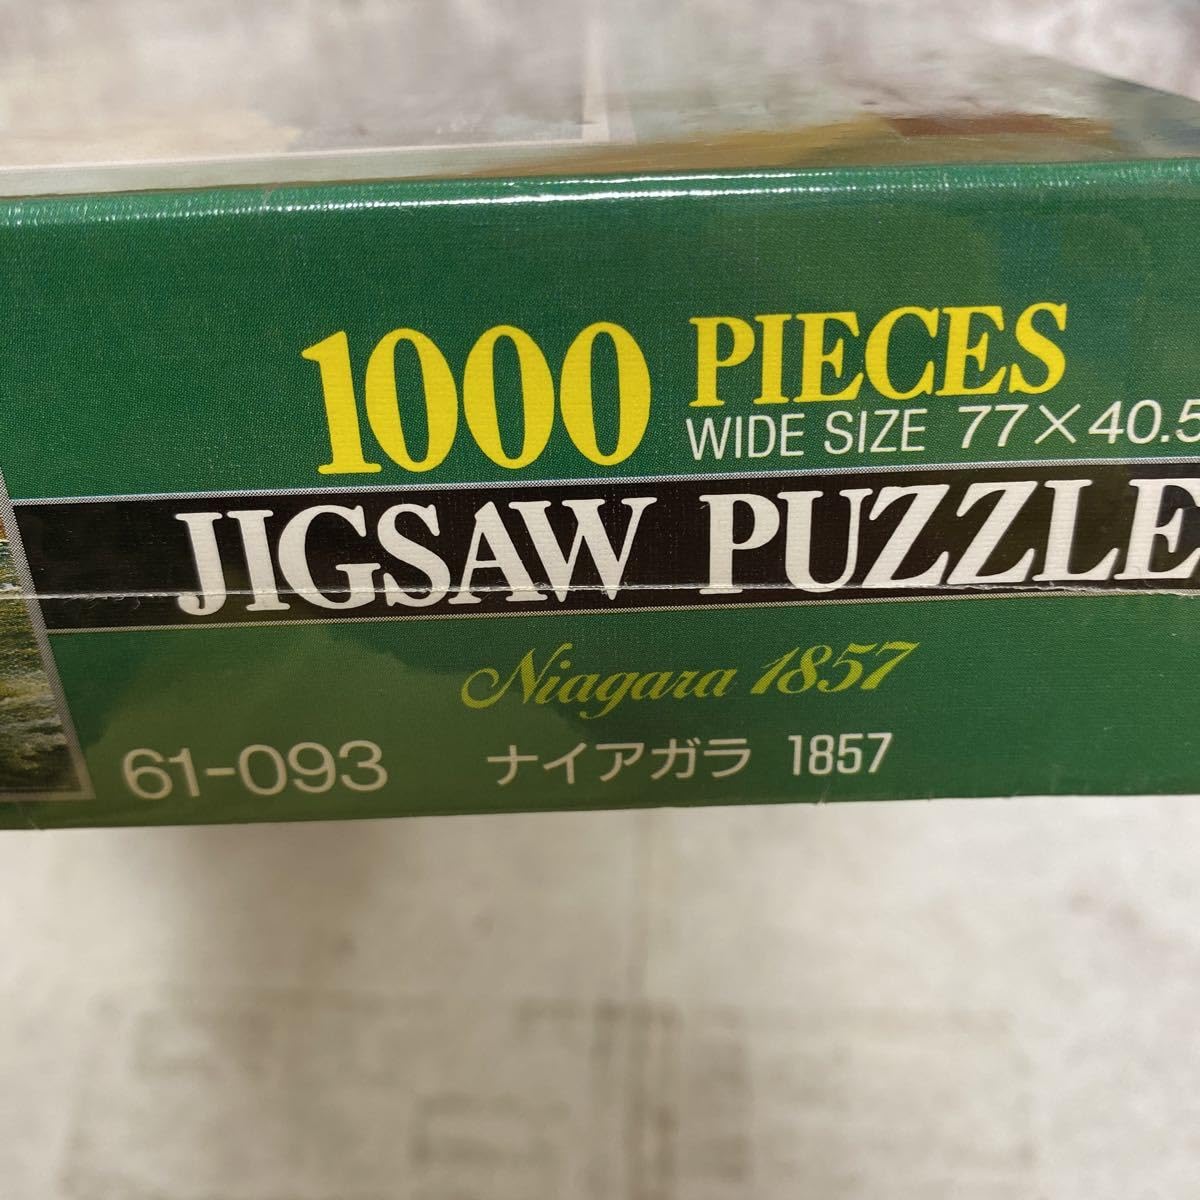 1000 PIECES
WIDE SIZE 77×40.5
JIGSAW PUZZLE
Niagara 1857
61-093 ナイアガラ 1857